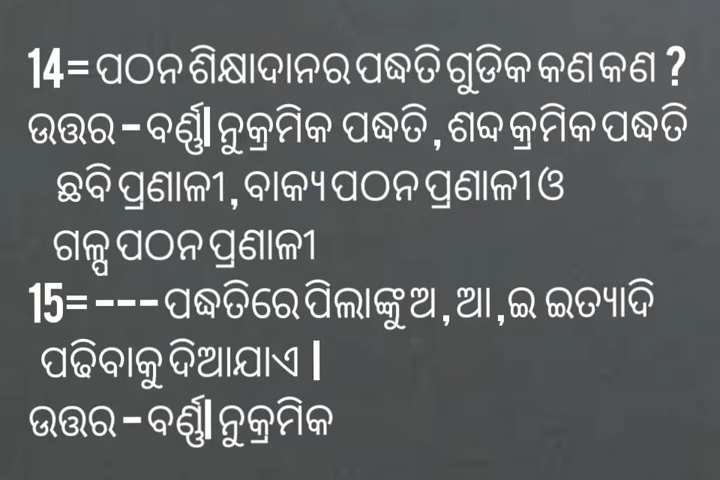 14= ପଠନ ଶିକ୍ଷାଦାନର ପଦ୍ଧତି ଗୁଡିକ କଣ କଣ ?
ଉତ୍ତର - ବର୍ଣ୍ଣାନୁକ୍ରମିକ ପଦ୍ଧତି , ଶବ୍ଦ କ୍ରମିକ ପଦ୍ଧତି
ଛବି ପ୍ରଣାଳୀ , ବାକ୍ୟ ପଠନ ପ୍ରଣାଳୀ ଓ
ଗଳ୍ପ ପଠନ ପ୍ରଣାଳୀ
15= --- ପଦ୍ଧତିରେ ପିଲାଙ୍କୁ ଅ , ଆ ,ଇ ଇତ୍ୟାଦି
ପଢିବାକୁ ଦିଆଯାଏ |
ଉତ୍ତର - ବର୍ଣ୍ଣାନୁକ୍ରମିକ